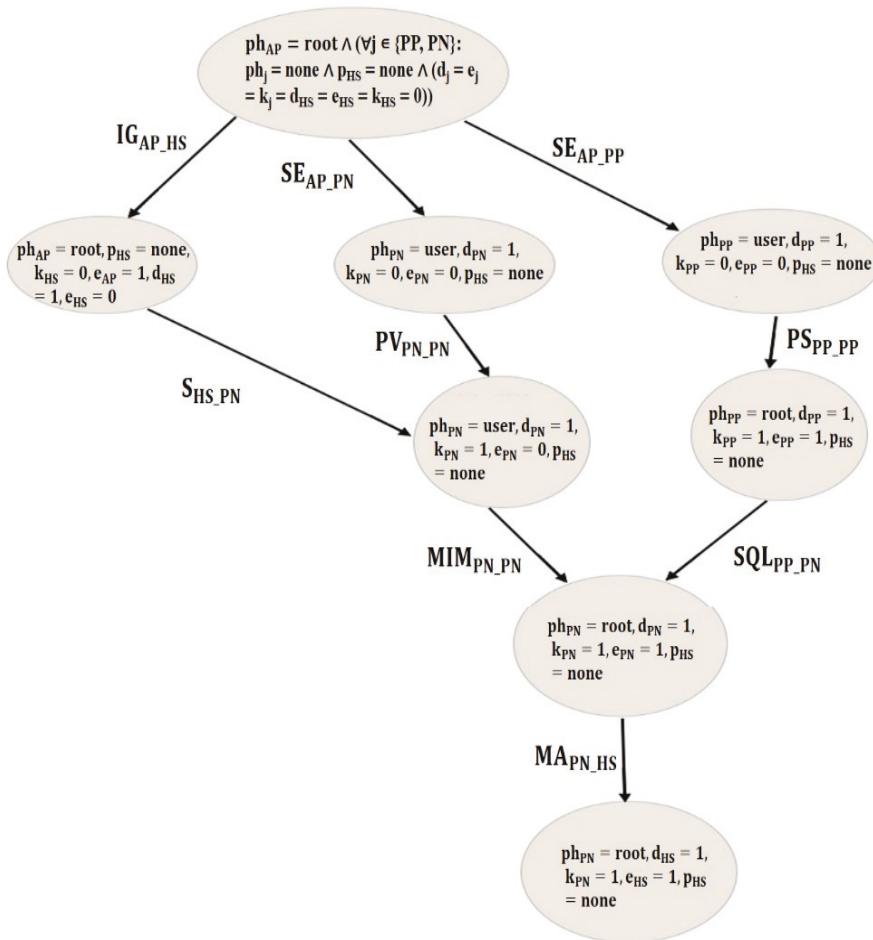 ph_AP = root ∧ (∀j ∈ {PP, PN}:
ph_j = none ∧ p_HS = none ∧ (d_j = e_j
= k_j = d_HS = e_HS = k_HS = 0))
IG_AP_HS
SE_AP_PN
SE_AP_PP
ph_AP = root, p_HS = none,
k_HS = 0, e_AP = 1, d_HS
= 1, e_HS = 0
ph_PN = user, d_PN = 1,
k_PN = 0, e_PN = 0, p_HS = none
ph_PP = user, d_PP = 1,
k_PP = 0, e_PP = 0, p_HS = none
S_HS_PN
PV_PN_PN
PS_PP_PP
ph_PN = user, d_PN = 1,
k_PN = 1, e_PN = 0, p_HS
= none
ph_PP = root, d_PP = 1,
k_PP = 1, e_PP = 1, p_HS
= none
MIM_PN_PN
SQL_PP_PN
ph_PN = root, d_PN = 1,
k_PN = 1, e_PN = 1, p_HS
= none
MA_PN_HS
ph_PN = root, d_HS = 1,
k_PN = 1, e_HS = 1, p_HS
= none